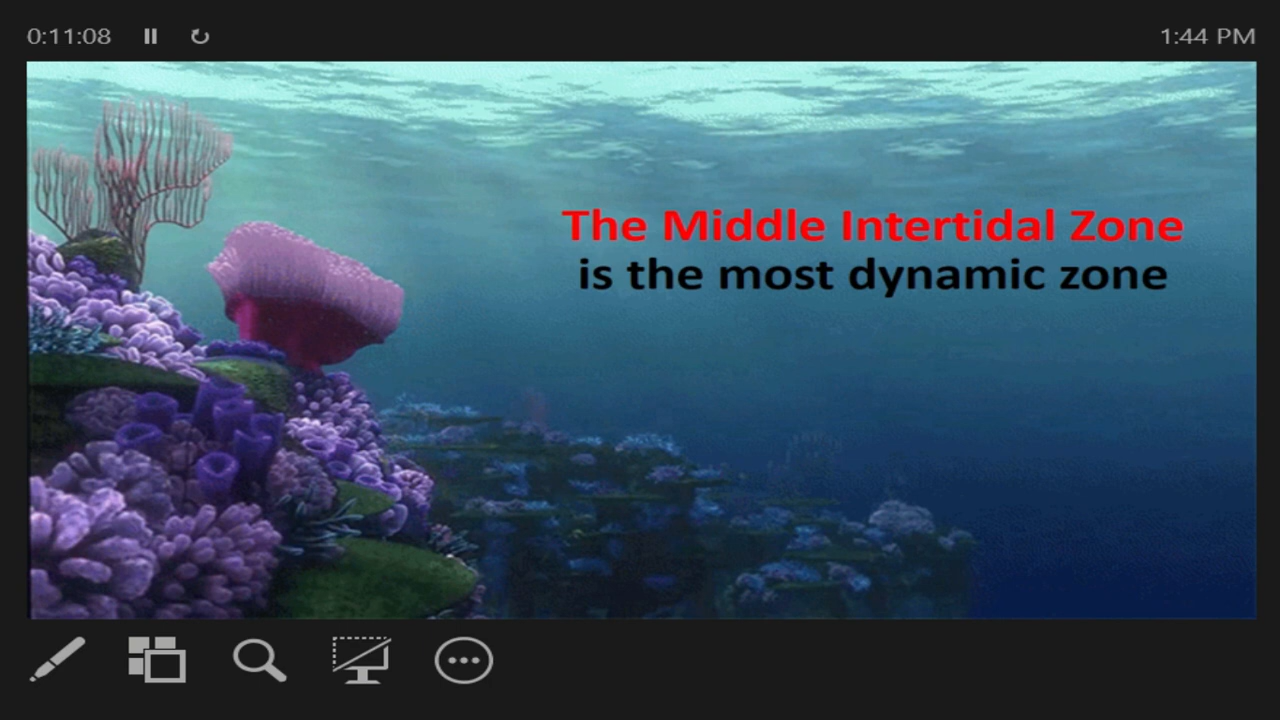 0:11:08
1:44 PM
The Middle Intertidal Zone
is the most dynamic zone